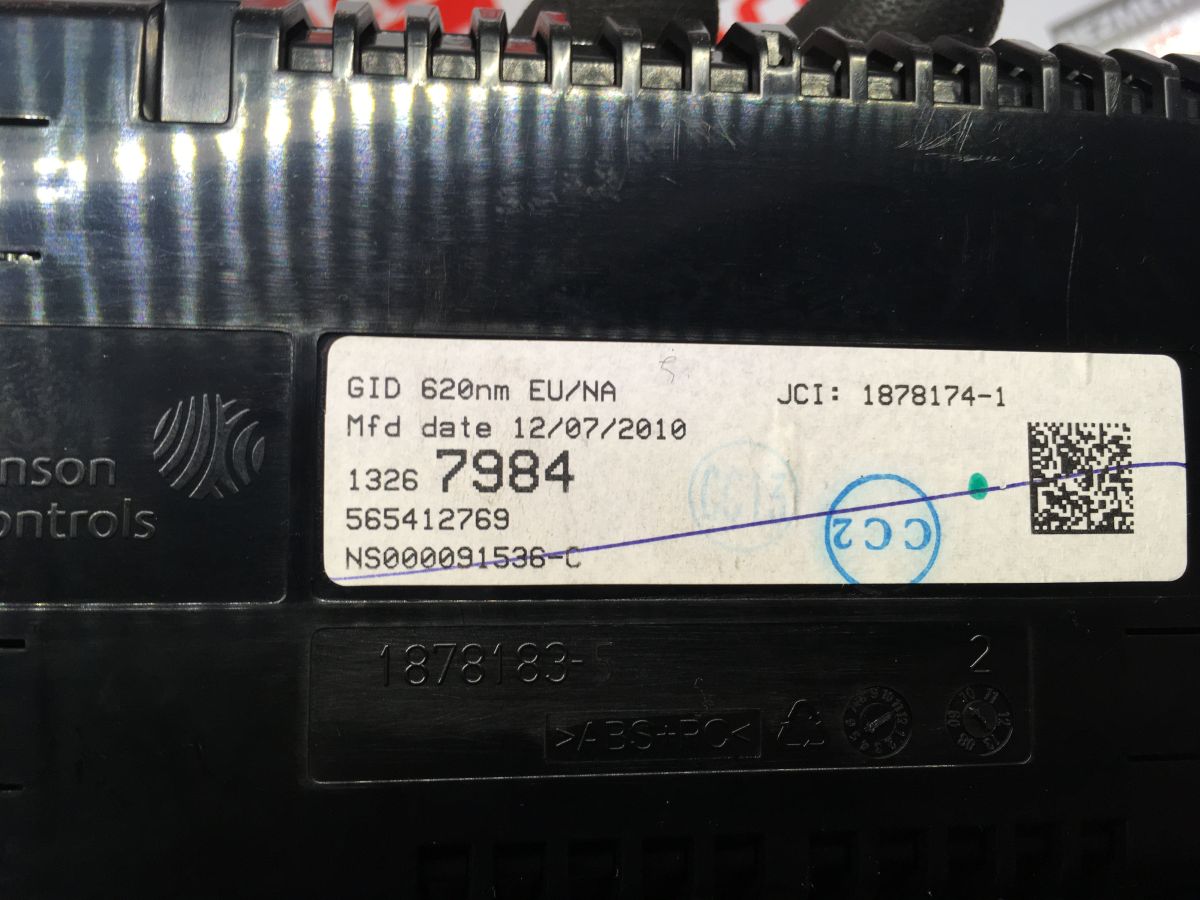 GID 620nm EU/NA
JCI: 1878174-1
Mfd date 12/07/2010
1326 7984
565412769
NS000091536-C
CC13
CC2
nson
ontrols
1878183-5
2
>ABS+PC<